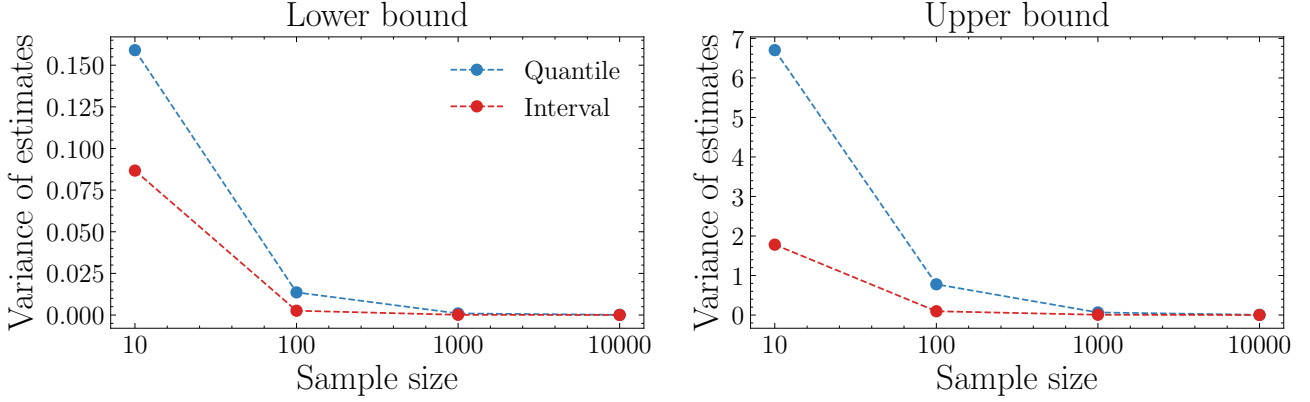 Lower bound
Variance of estimates
0.150
0.125
0.100
0.075
0.050
0.025
0.000
Quantile
Interval
10 100 1000 10000
Sample size
Upper bound
Variance of estimates
7
6
5
4
3
2
1
0
10 100 1000 10000
Sample size